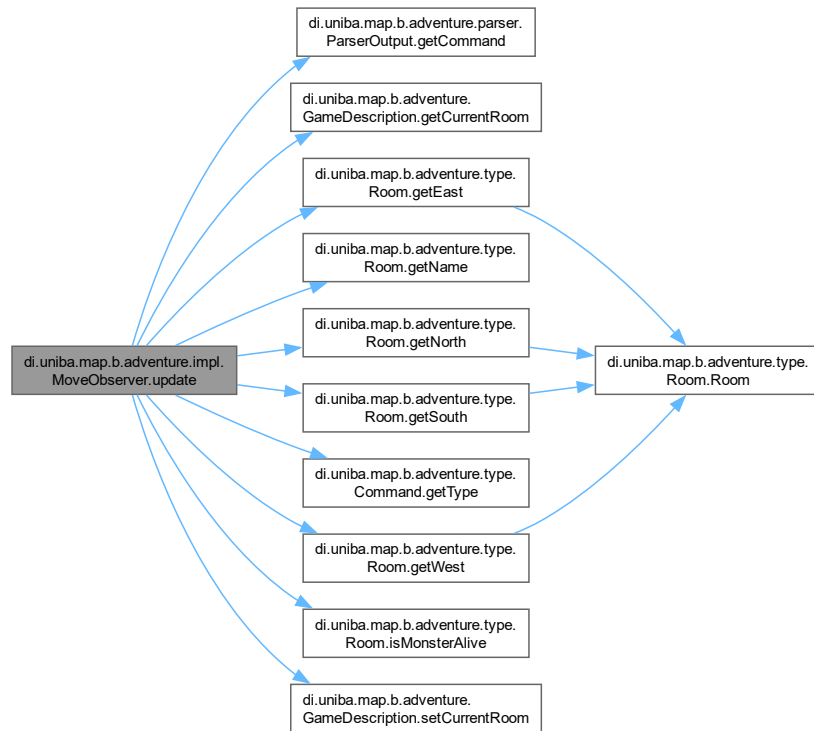 di.uniba.map.b.adventure.parser.
ParserOutput.getCommand
di.uniba.map.b.adventure.
GameDescription.getCurrentRoom
di.uniba.map.b.adventure.type.
Room.getEast
di.uniba.map.b.adventure.type.
Room.getName
di.uniba.map.b.adventure.type.
Room.getNorth
di.uniba.map.b.adventure.impl.
MoveObserver.update
di.uniba.map.b.adventure.type.
Room.Room
di.uniba.map.b.adventure.type.
Room.getSouth
di.uniba.map.b.adventure.type.
Command.getType
di.uniba.map.b.adventure.type.
Room.getWest
di.uniba.map.b.adventure.type.
Room.isMonsterAlive
di.uniba.map.b.adventure.
GameDescription.setCurrentRoom